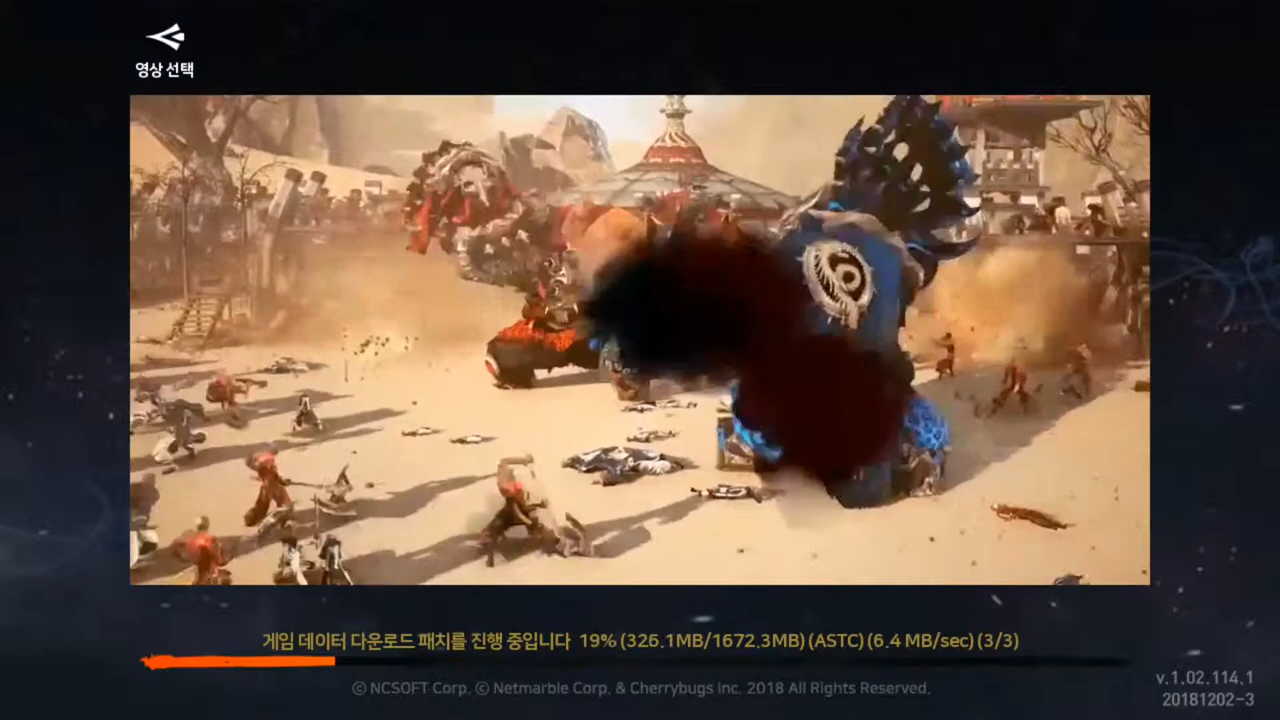 영상 선택
게임 데이터 다운로드 패치를 진행 중입니다 19% (326.1MB/1672.3MB) (ASTC) (6.4 MB/sec) (3/3)
© NCSOFT Corp. © Netmarble Corp. & Cherrybugs Inc. 2018 All Rights Reserved.
v.1.02.114.1
20181202-3